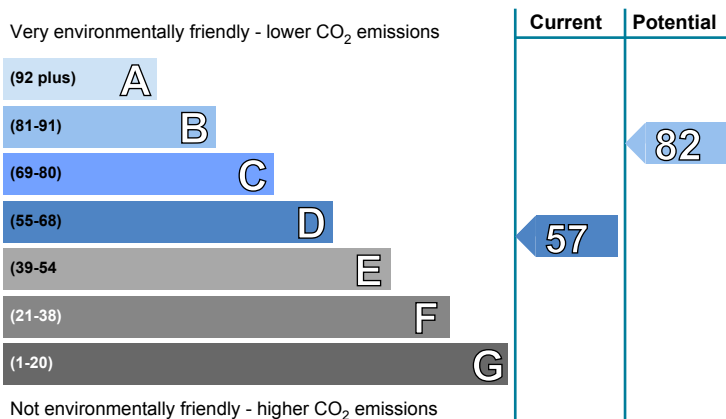 Current Potential
Very environmentally friendly - lower CO2 emissions
(92 plus) A
(81-91) B
82
(69-80) C
(55-68) D
57
(39-54 E
(21-38) F
(1-20) G
Not environmentally friendly - higher CO2 emissions